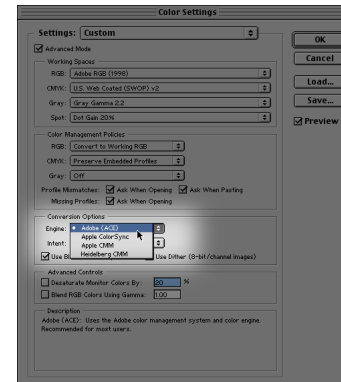 Color Settings
Settings: Custom
OK
Advanced Mode
Cancel
Working Spaces
RGB: Adobe RGB (1998)
Load...
CMYK: U.S. Web Coated (SWOP) v2
Gray: Gray Gamma 2.2
Save...
Spot: Dot Gain 20%
Preview
Color Management Policies
RGB: Convert to Working RGB
CMYK: Preserve Embedded Profiles
Gray: Off
Profile Mismatches: Ask When Opening Ask When Pasting
Missing Profiles: Ask When Opening
Conversion Options
Engine: Adobe (ACE)
Apple ColorSync
Intent: Apple CMM
Heidelberg CMM
Use Bl Use Dither (8-bit/channel images)
Advanced Controls
Desaturate Monitor Colors By: 20 %
Blend RGB Colors Using Gamma: 1.00
Description
Adobe (ACE): Uses the Adobe color management system and color engine.
Recommended for most users.